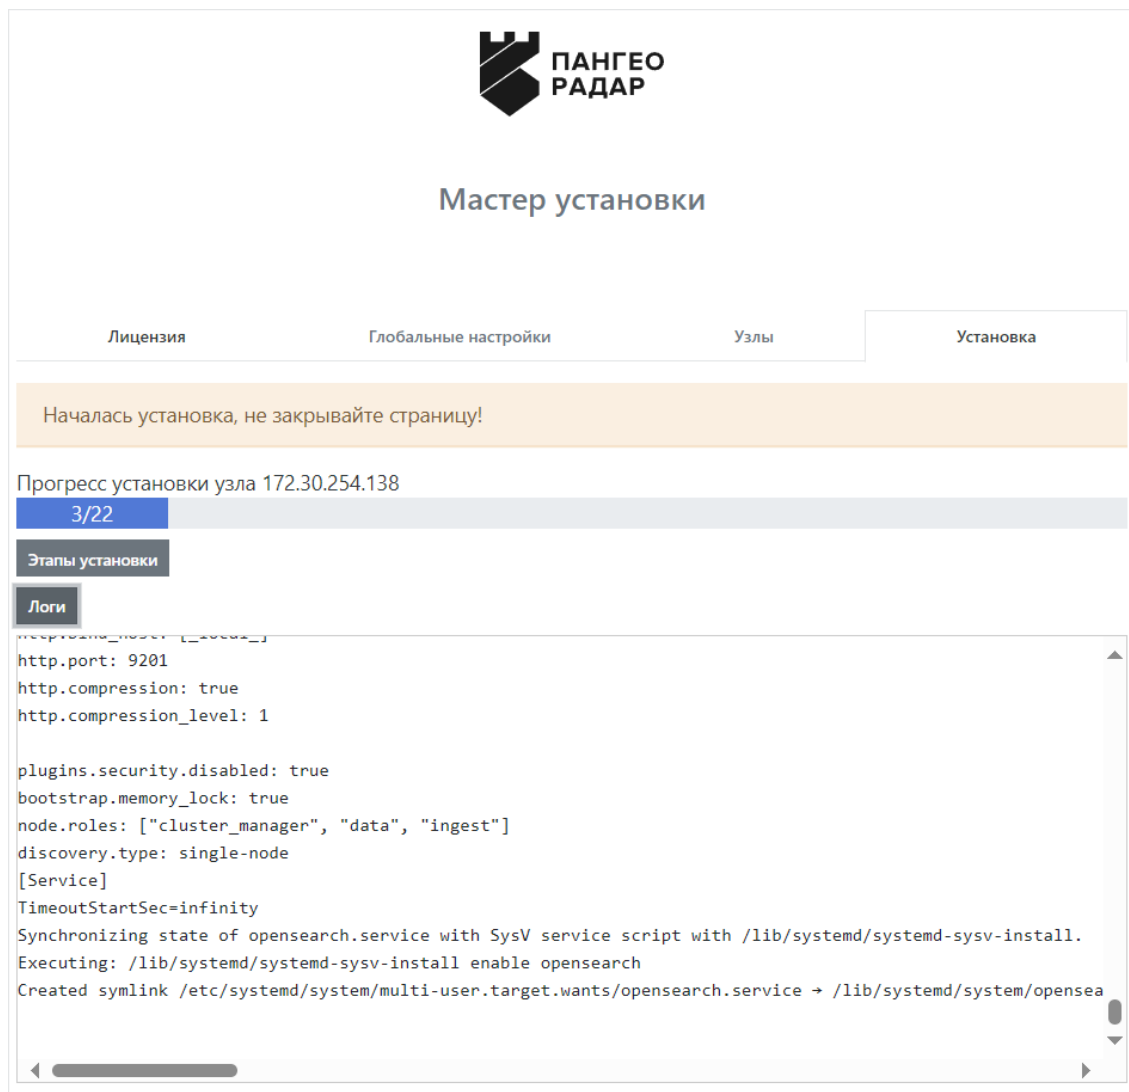 ПАНГЕО
РАДАР
Мастер установки
Лицензия
Глобальные настройки
Узлы
Установка
Началась установка, не закрывайте страницу!
Прогресс установки узла 172.30.254.138
3/22
Этапы установки
Логи
http.bind_host: [_local_]
http.port: 9201
http.compression: true
http.compression_level: 1
plugins.security.disabled: true
bootstrap.memory_lock: true
node.roles: ["cluster_manager", "data", "ingest"]
discovery.type: single-node
[Service]
TimeoutStartSec=infinity
Synchronizing state of opensearch.service with SysV service script with /lib/systemd/systemd-sysv-install.
Executing: /lib/systemd/systemd-sysv-install enable opensearch
Created symlink /etc/systemd/system/multi-user.target.wants/opensearch.service → /lib/systemd/system/opensea